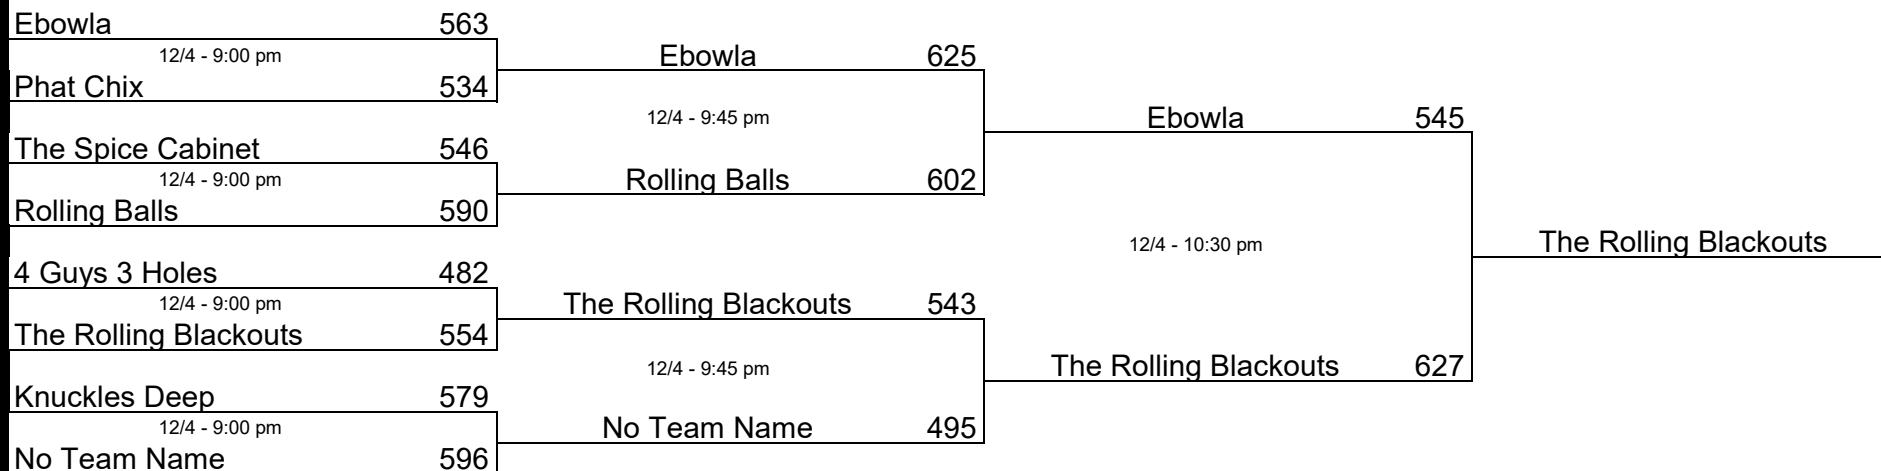 Ebowla 563
12/4 - 9:00 pm
Phat Chix 534
The Spice Cabinet 546
12/4 - 9:00 pm
Rolling Balls 590
4 Guys 3 Holes 482
12/4 - 9:00 pm
The Rolling Blackouts 554
Knuckles Deep 579
12/4 - 9:00 pm
No Team Name 596
Ebowla 625
12/4 - 9:45 pm
Rolling Balls 602
The Rolling Blackouts 543
12/4 - 9:45 pm
No Team Name 495
Ebowla 545
12/4 - 10:30 pm
The Rolling Blackouts 627
The Rolling Blackouts